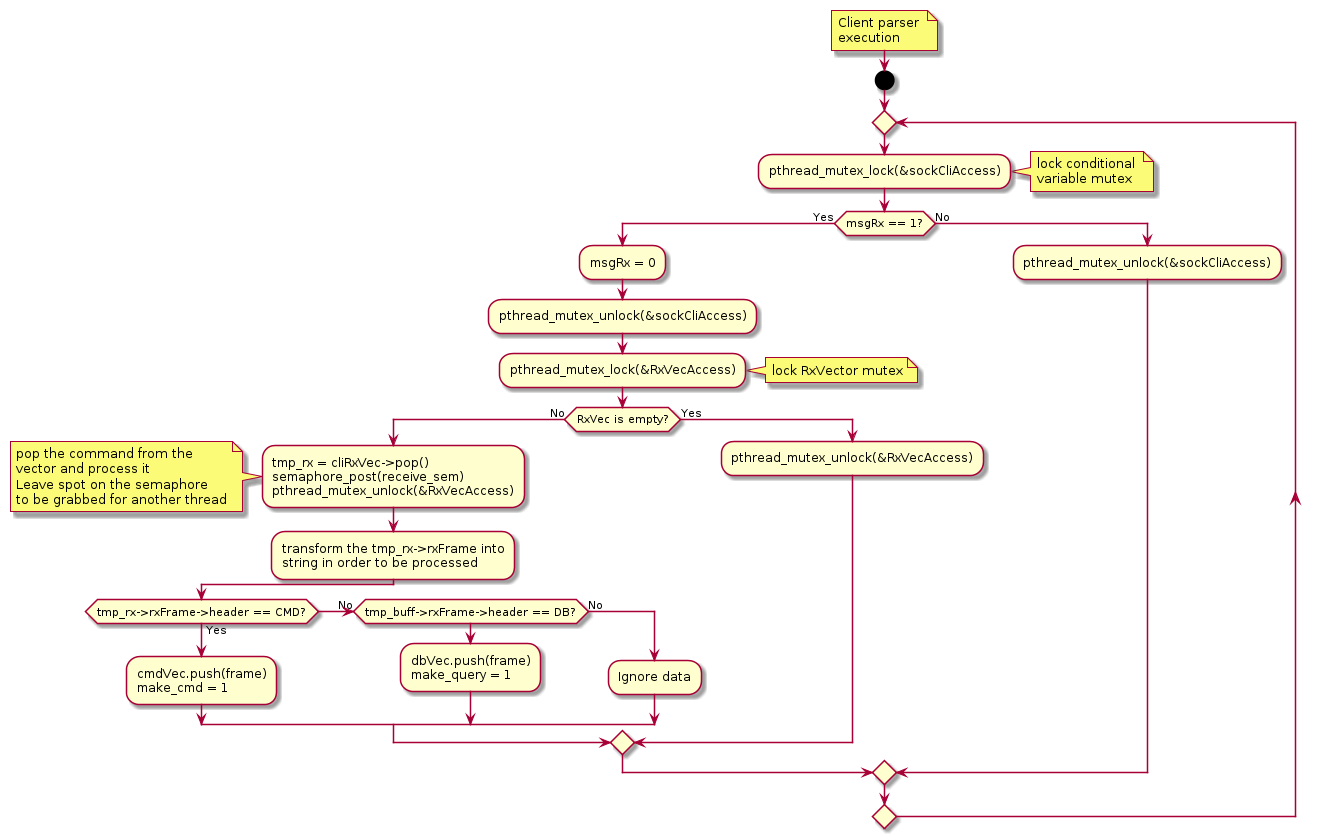 Client parser
execution
pthread_mutex_lock(&sockCliAccess)
lock conditional
variable mutex
Yes
msgRx == 1?
No
msgRx = 0
pthread_mutex_unlock(&sockCliAccess)
pthread_mutex_unlock(&sockCliAccess)
pthread_mutex_lock(&RxVecAccess)
lock RxVector mutex
No
RxVec is empty?
Yes
pop the command from the
vector and process it
Leave spot on the semaphore
to be grabbed for another thread
tmp_rx = cliRxVec->pop()
semaphore_post(receive_sem)
pthread_mutex_unlock(&RxVecAccess)
pthread_mutex_unlock(&RxVecAccess)
transform the tmp_rx->rxFrame into
string in order to be processed
tmp_rx->rxFrame->header == CMD?
No
tmp_buff->rxFrame->header == DB?
No
Yes
cmdVec.push(frame)
make_cmd = 1
dbVec.push(frame)
make_query = 1
Ignore data